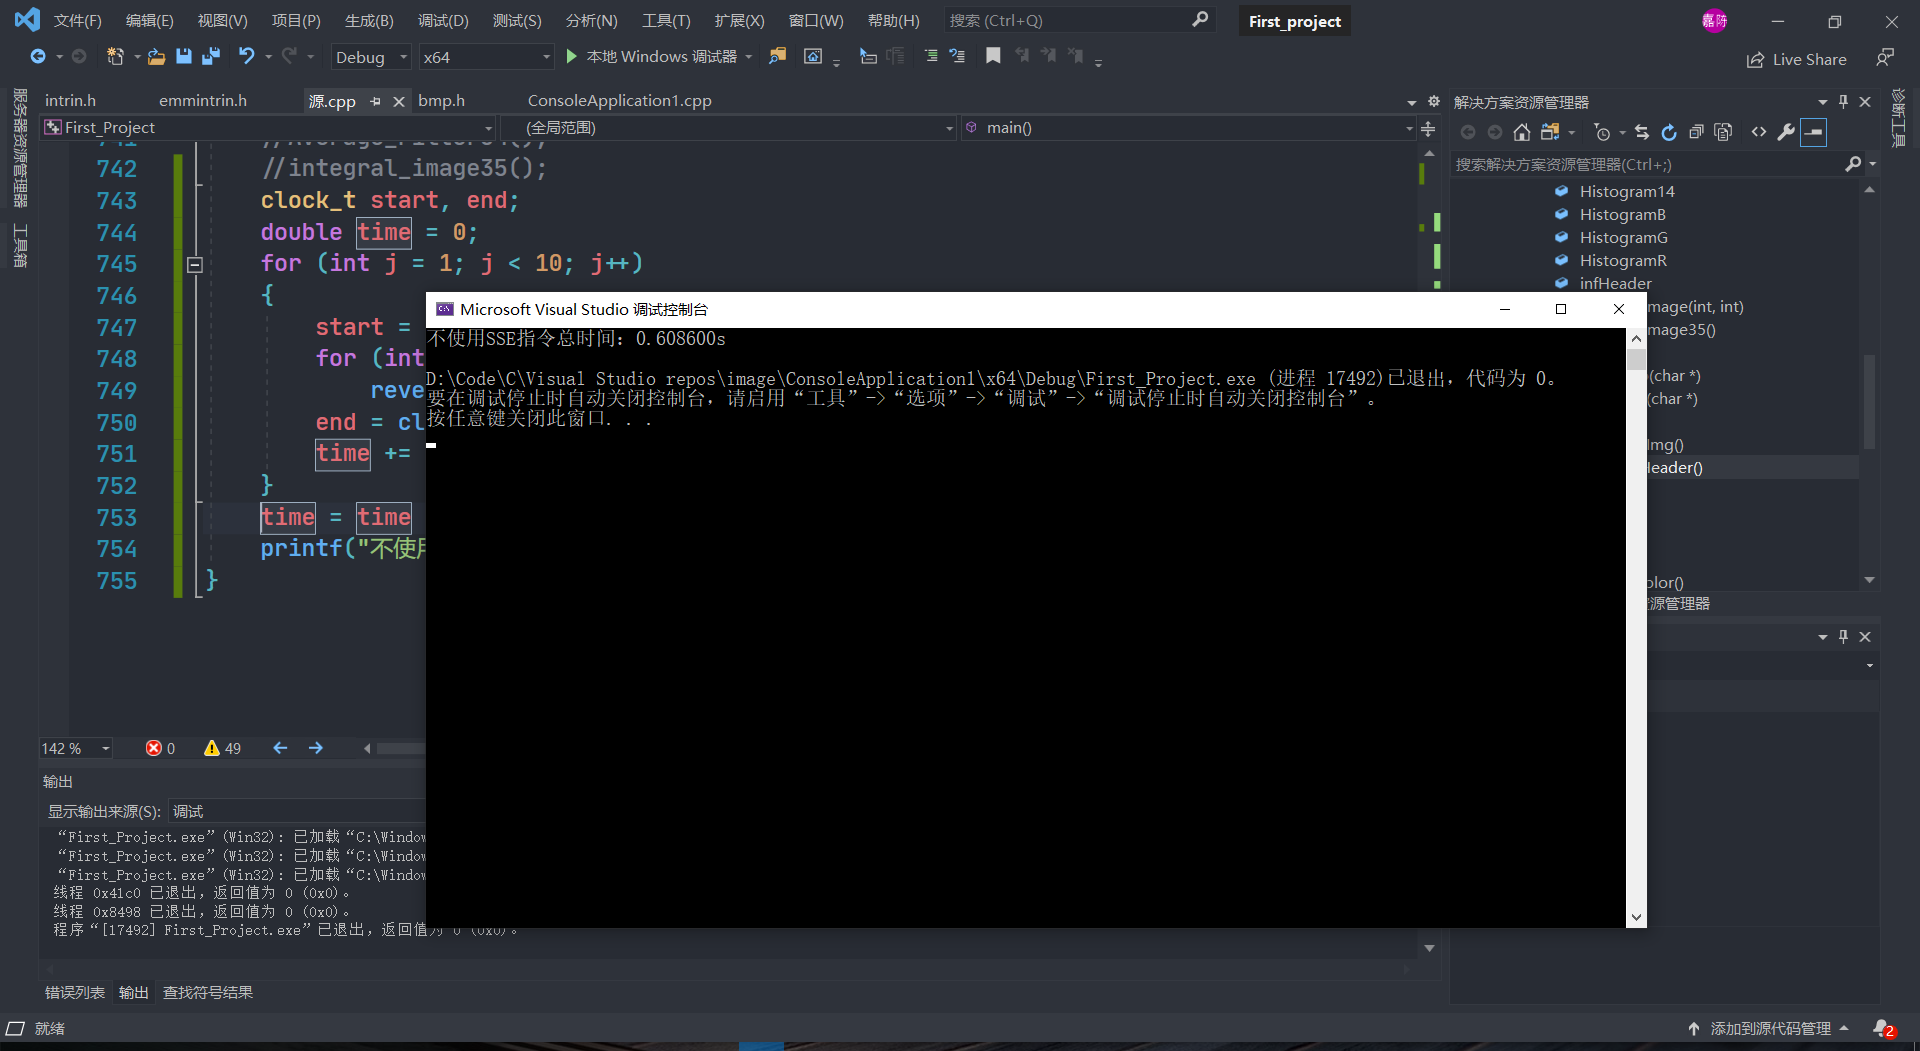 文件(F) 编辑(E) 视图(V) 项目(P) 生成(B) 调试(D) 测试(S) 分析(N) 工具(T) 扩展(X) 窗口(W) 帮助(H) 搜索 (Ctrl+Q) First_project 嘉陈
Debug x64 本地 Windows 调试器 Live Share
服务器资源管理器
工具箱
intrin.h emmintrin.h 源.cpp bmp.h ConsoleApplication1.cpp
First_Project (全局范围) main()
742 //integral_image35();
743 clock_t start, end;
744 double time = 0;
745 for (int j = 1; j < 10; j++)
746 {
747 start =
748 for (int
749 reve
750 end = cl
751 time +=
752 }
753 time = time
754 printf("不使用
755 }
Microsoft Visual Studio 调试控制台
不使用SSE指令总时间: 0.608600s
D:\Code\C\Visual Studio repos\image\ConsoleApplication1\x64\Debug\First_Project.exe (进程 17492)已退出，代码为 0。
要在调试停止时自动关闭控制台，请启用“工具”->“选项”->“调试”->“调试停止时自动关闭控制台”。
按任意键关闭此窗口. . .
142 % 0 49
输出
显示输出来源(S): 调试
“First_Project.exe”(Win32): 已加载“C:\Window
“First_Project.exe”(Win32): 已加载“C:\Window
“First_Project.exe”(Win32): 已加载“C:\Window
线程 0x41c0 已退出，返回值为 0 (0x0)。
线程 0x8498 已退出，返回值为 0 (0x0)。
程序“[17492] First_Project.exe”已退出，返回值为 0 (0x0)。
错误列表 输出 查找符号结果
解决方案资源管理器
搜索解决方案资源管理器(Ctrl+;)
Histogram14
HistogramB
HistogramG
HistogramR
infHeader
mage(int, int)
mage35()
(char *)
(char *)
Img()
Header()
olor()
资源管理器
诊断工具
就绪
添加到源代码管理 2